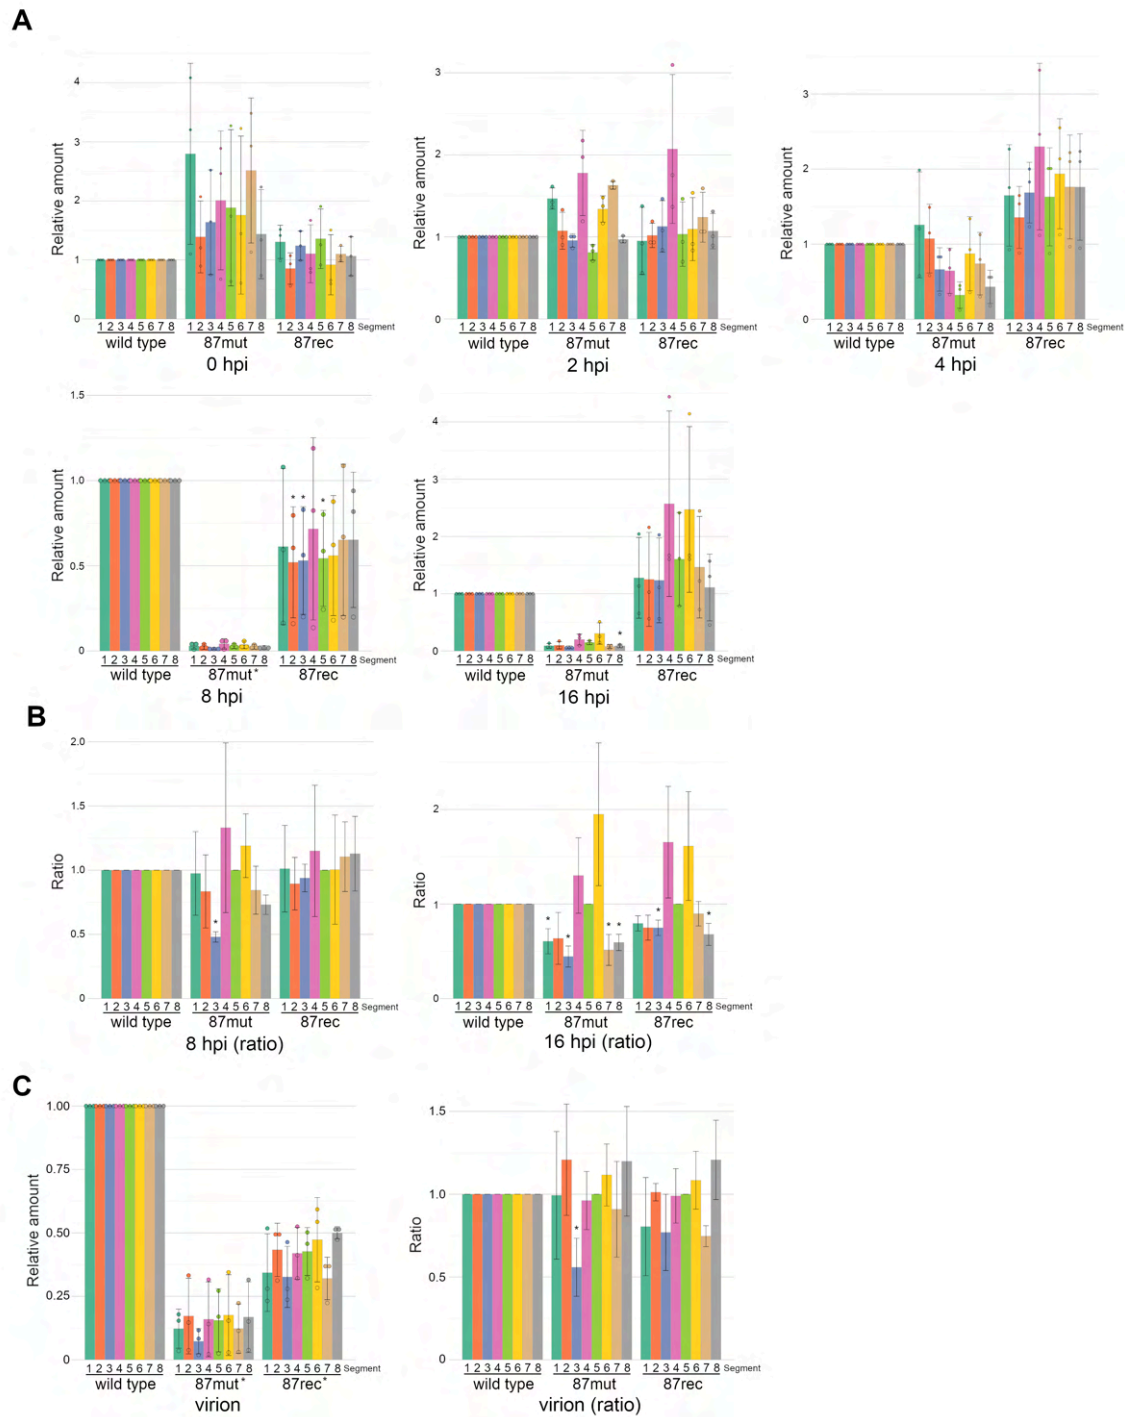 A
Relative amount
4
3
2
1
0
1 2 3 4 5 6 7 8 1 2 3 4 5 6 7 8 1 2 3 4 5 6 7 8 Segment
wild type 87mut 87rec
0 hpi
Relative amount
3
2
1
0
1 2 3 4 5 6 7 8 1 2 3 4 5 6 7 8 1 2 3 4 5 6 7 8 Segment
wild type 87mut 87rec
2 hpi
Relative amount
3
2
1
0
1 2 3 4 5 6 7 8 1 2 3 4 5 6 7 8 1 2 3 4 5 6 7 8 Segment
wild type 87mut 87rec
4 hpi
Relative amount
1.5
1.0
0.5
0
* * *
1 2 3 4 5 6 7 8 1 2 3 4 5 6 7 8 1 2 3 4 5 6 7 8 Segment
wild type 87mut* 87rec
8 hpi
Relative amount
4
3
2
1
0
*
1 2 3 4 5 6 7 8 1 2 3 4 5 6 7 8 1 2 3 4 5 6 7 8 Segment
wild type 87mut 87rec
16 hpi
B
Ratio
2.0
1.5
1.0
0.5
0
*
1 2 3 4 5 6 7 8 1 2 3 4 5 6 7 8 1 2 3 4 5 6 7 8 Segment
wild type 87mut 87rec
8 hpi (ratio)
Ratio
2
1
0
* * * * * *
1 2 3 4 5 6 7 8 1 2 3 4 5 6 7 8 1 2 3 4 5 6 7 8 Segment
wild type 87mut 87rec
16 hpi (ratio)
C
Relative amount
1.00
0.75
0.50
0.25
0
1 2 3 4 5 6 7 8 1 2 3 4 5 6 7 8 1 2 3 4 5 6 7 8 Segment
wild type 87mut* 87rec*
virion
Ratio
1.5
1.0
0.5
0
*
1 2 3 4 5 6 7 8 1 2 3 4 5 6 7 8 1 2 3 4 5 6 7 8 Segment
wild type 87mut 87rec
virion (ratio)